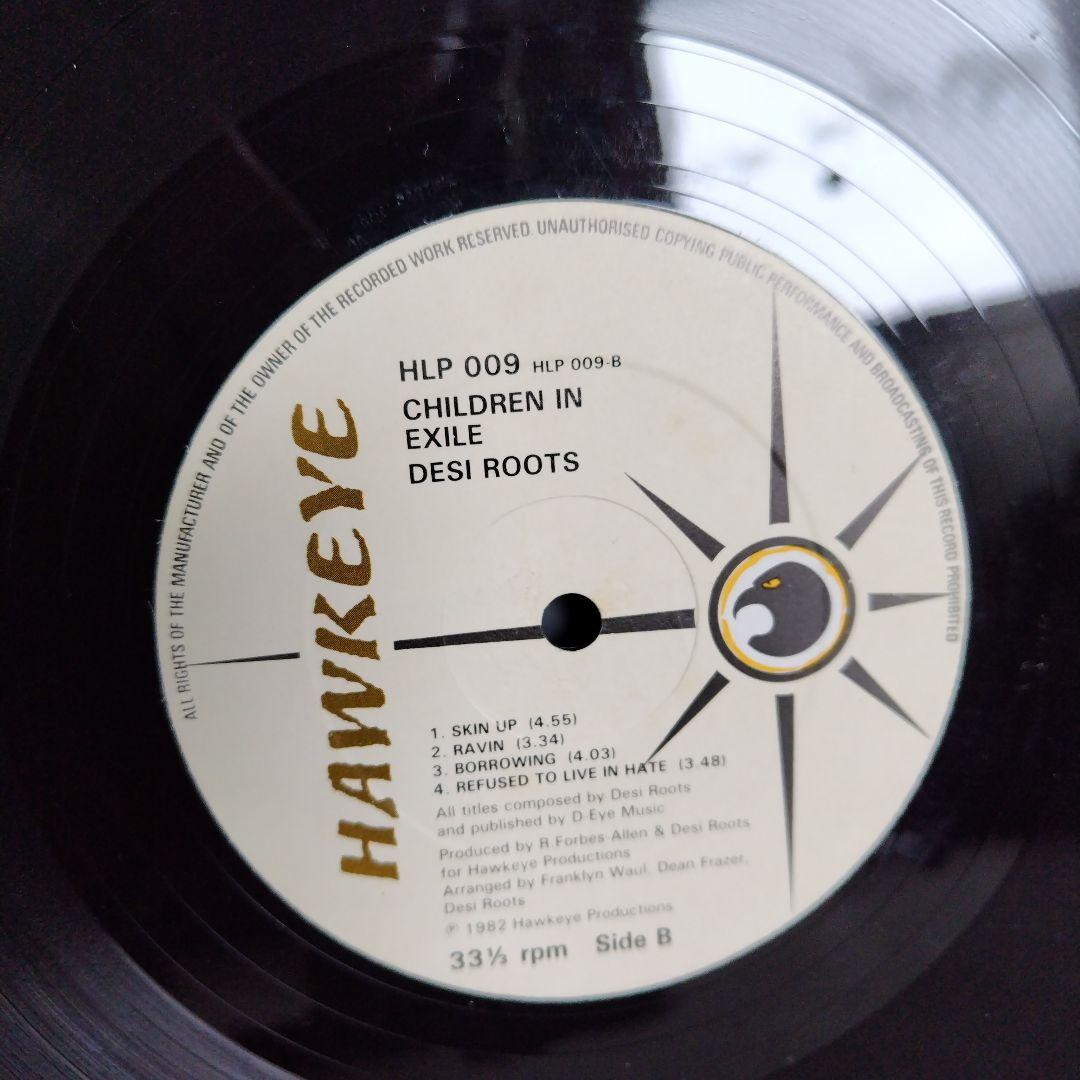 ALL RIGHTS OF THE MANUFACTURER AND OF THE OWNER OF THE RECORDED WORK RESERVED. UNAUTHORISED COPYING PUBLIC PERFORMANCE AND BROADCASTING OF THIS RECORD PROHIBITED
HAWKEYE
HLP 009 HLP 009-B
CHILDREN IN
EXILE
DESI ROOTS
1. SKIN UP (4.55)
2. RAVIN (3.34)
3. BORROWING (4.03)
4. REFUSED TO LIVE IN HATE (3.48)
All titles composed by Desi Roots
and published by D-Eye Music
Produced by R.Forbes-Allen & Desi Roots
for Hawkeye Productions
Arranged by Franklyn Waul, Dean Frazer,
Desi Roots
℗ 1982 Hawkeye Productions
33⅓ rpm Side B